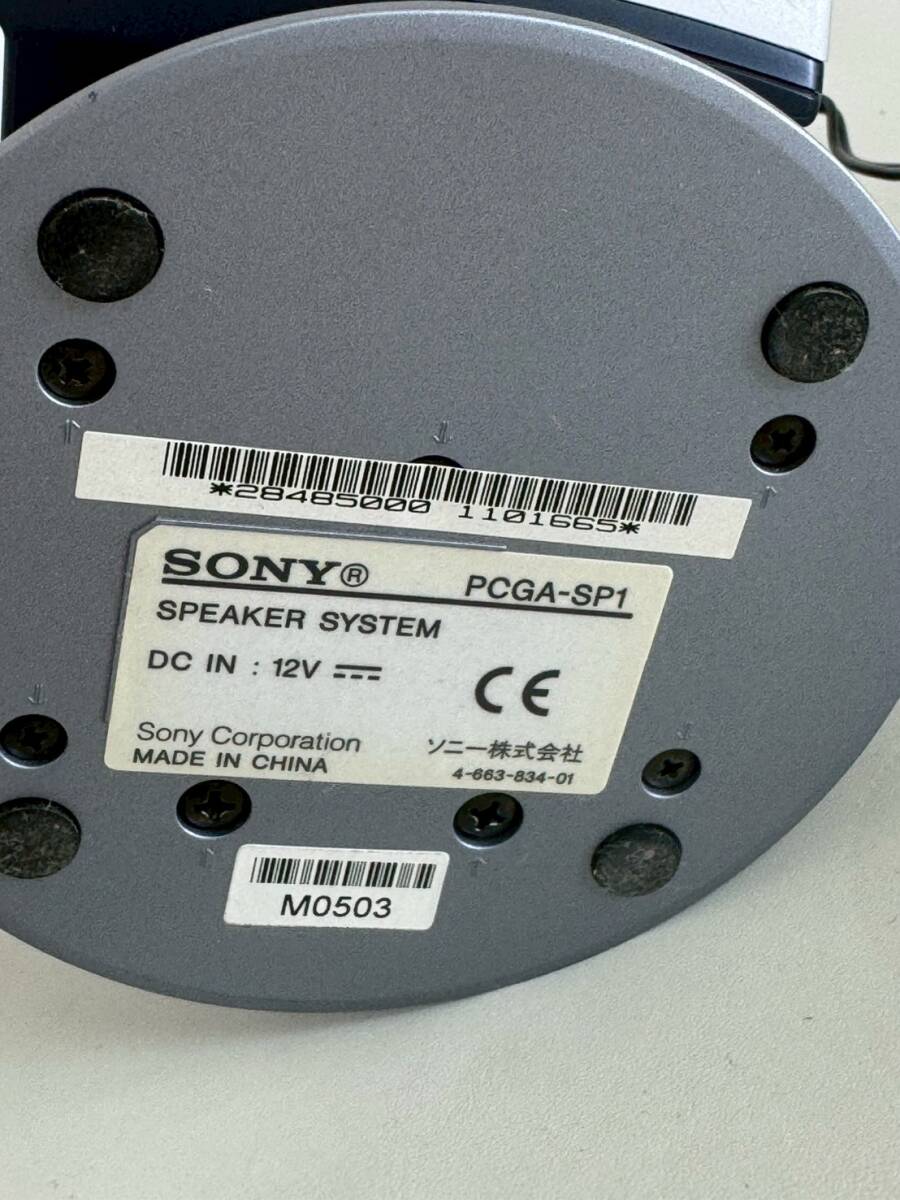 *28485000 1101665*
SONY® PCGA-SP1
SPEAKER SYSTEM
DC IN : 12V ⎓
CE
Sony Corporation ソニー株式会社
MADE IN CHINA 4-663-834-01
M0503